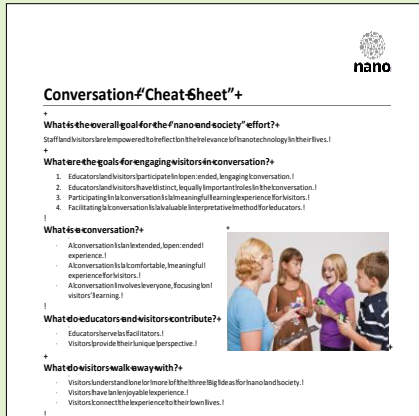 nano
Conversation+“Cheat+Sheet”+
+
What+is+the+overall+goal+for+the+“nano+and+society”+effort?+
Staff!and!visitors!are!empowered!to!reflect!on!the!relevance!of!nanotechnology!in!their!lives.!
+
What+are+the+goals+for+engaging+visitors+in+conversation?+
1. Educators!and!visitors!participate!in!open:ended,!engaging!conversation.!
2. Educators!and!visitors!have!distinct,!equally!important!roles!in!the!conversation.!
3. Participating!in!a!conversation!is!a!meaningful!learning!experience!for!visitors.!
4. Facilitating!a!conversation!is!a!valuable!interpretative!method!for!educators.!
!
What+is+a+conversation?+
+
· A!conversation!is!an!extended,!open:ended!
experience.!
· A!conversation!is!a!comfortable,!meaningful!
experience!for!visitors.!
· A!conversation!involves!everyone,!focusing!on!
visitors’!learning.!
!
What+do+educators+and+visitors+contribute?+
· Educators!serve!as!facilitators.!
· Visitors!provide!their!unique!perspective.!
+
+
What+do+visitors+walk+away+with?+
· Visitors!understand!one!or!more!of!the!three!Big!Ideas!for!nano!and!society.!
· Visitors!have!an!enjoyable!experience.!
· Visitors!connect!the!experience!to!their!own!lives.!
!